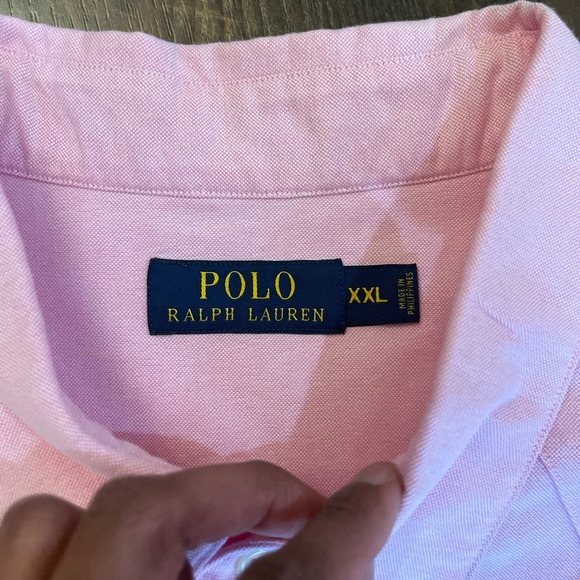 POLO
RALPH LAUREN
XXL
MADE IN
PHILIPPINES